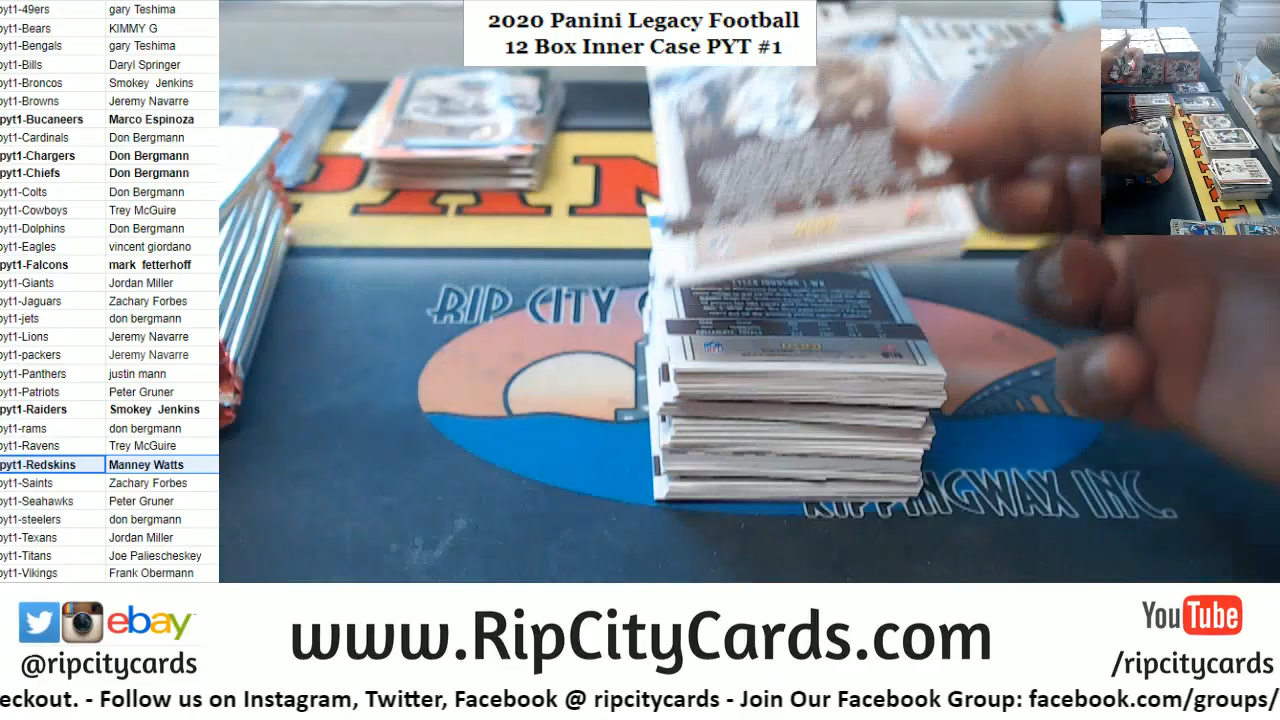 2020 Panini Legacy Football
12 Box Inner Case PYT #1
pyt1-49ers gary Teshima
pyt1-Bears KIMMY G
pyt1-Bengals gary Teshima
pyt1-Bills Daryl Springer
pyt1-Broncos Smokey Jenkins
pyt1-Browns Jeremy Navarre
pyt1-Bucaneers Marco Espinoza
pyt1-Cardinals Don Bergmann
pyt1-Chargers Don Bergmann
pyt1-Chiefs Don Bergmann
pyt1-Colts Don Bergmann
pyt1-Cowboys Trey McGuire
pyt1-Dolphins Don Bergmann
pyt1-Eagles vincent giordano
pyt1-Falcons mark fetterhoff
pyt1-Giants Jordan Miller
pyt1-Jaguars Zachary Forbes
pyt1-jets don bergmann
pyt1-Lions Jeremy Navarre
pyt1-packers Jeremy Navarre
pyt1-Panthers justin mann
pyt1-Patriots Peter Gruner
pyt1-Raiders Smokey Jenkins
pyt1-rams don bergmann
pyt1-Ravens Trey McGuire
pyt1-Redskins Manney Watts
pyt1-Saints Zachary Forbes
pyt1-Seahawks Peter Gruner
pyt1-steelers don bergmann
pyt1-Texans Jordan Miller
pyt1-Titans Joe Paliescheskey
pyt1-Vikings Frank Obermann
RIP CITY
TYLER JOHNSON | WR
RIPPINGWAX INC.
ebay
@ripcitycards
www.RipCityCards.com
YouTube
/ripcitycards
eckout. - Follow us on Instagram, Twitter, Facebook @ ripcitycards - Join Our Facebook Group: facebook.com/groups/